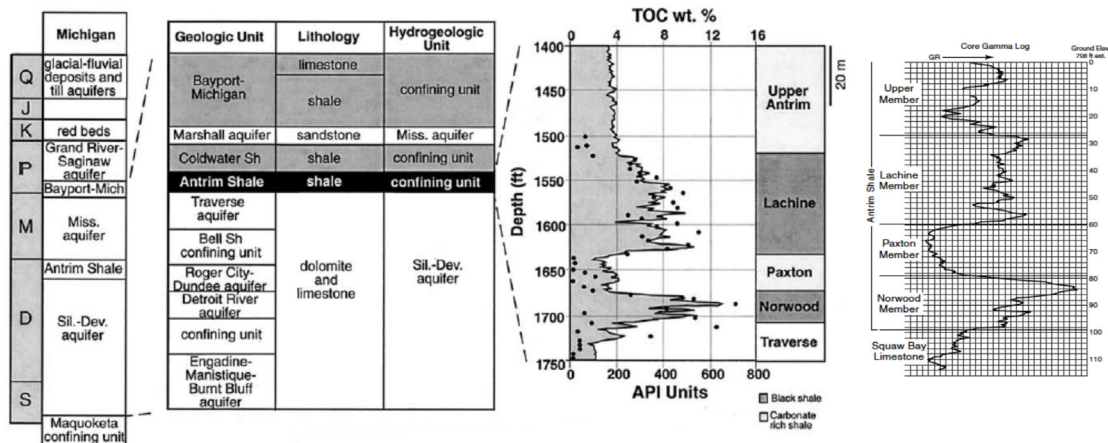 Michigan
Q
glacial-fluvial
deposits and
till aquifers
J
K
red beds
P
Grand River-
Saginaw
aquifer
Bayport-Mich
M
Miss.
aquifer
Antrim Shale
D
Sil.-Dev.
aquifer
S
Maquoketa
confining unit
Geologic Unit
Lithology
Hydrogeologic
Unit
Bayport-
Michigan
limestone
shale
confining unit
Marshall aquifer
sandstone
Miss. aquifer
Coldwater Sh
shale
confining unit
Antrim Shale
shale
confining unit
Traverse
aquifer
Bell Sh
confining unit
Roger City-
Dundee aquifer
Detroit River
aquifer
confining unit
Engadine-
Manistique-
Burnt Bluff
aquifer
dolomite
and
limestone
Sil.-Dev.
aquifer
TOC wt. %
0 4 8 12 16
Depth (ft)
1400
1450
1500
1550
1600
1650
1700
1750
0 200 400 600 800
API Units
20 m
Upper
Antrim
Lachine
Paxton
Norwood
Traverse
Black shale
Carbonate
rich shale
Core Gamma Log
GR
Ground Elev
708 ft est.
0
10
20
30
40
50
60
70
80
90
100
110
Antrim Shale
Upper
Member
Lachine
Member
Paxton
Member
Norwood
Member
Squaw Bay
Limestone